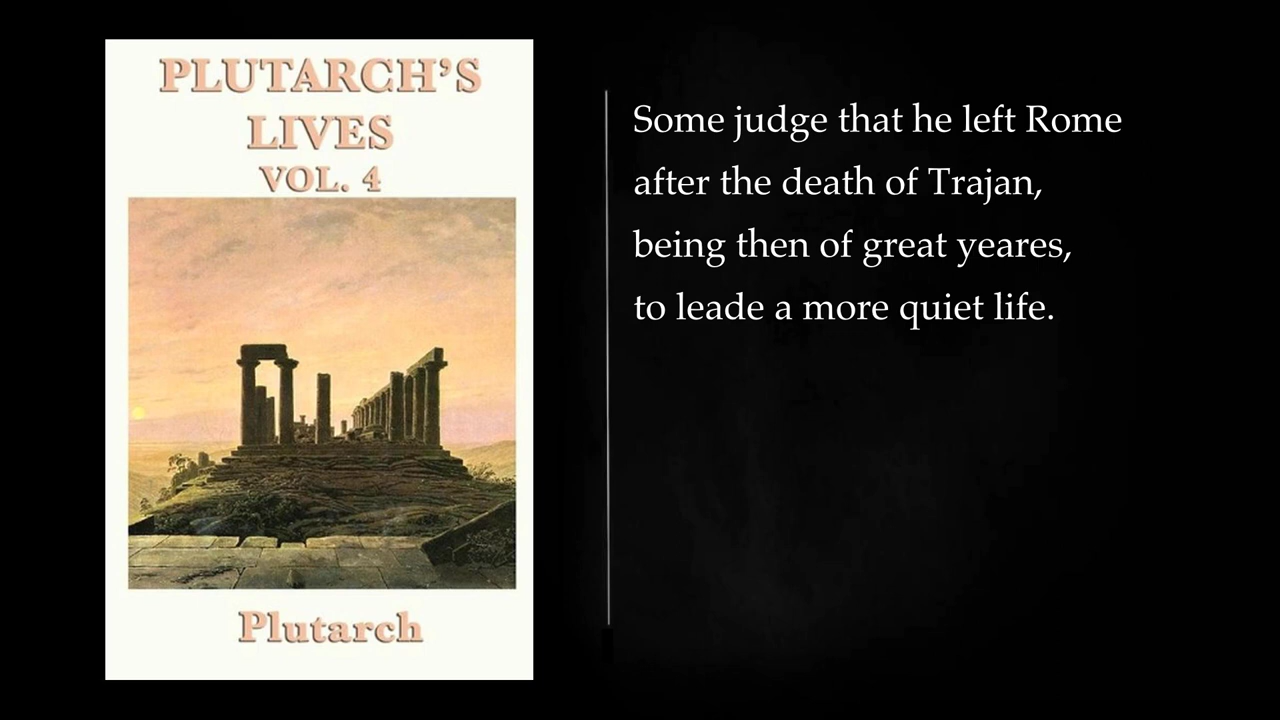 PLUTARCH'S
LIVES
VOL. 4
Plutarch
Some judge that he left Rome
after the death of Trajan,
being then of great yeares,
to leade a more quiet life.